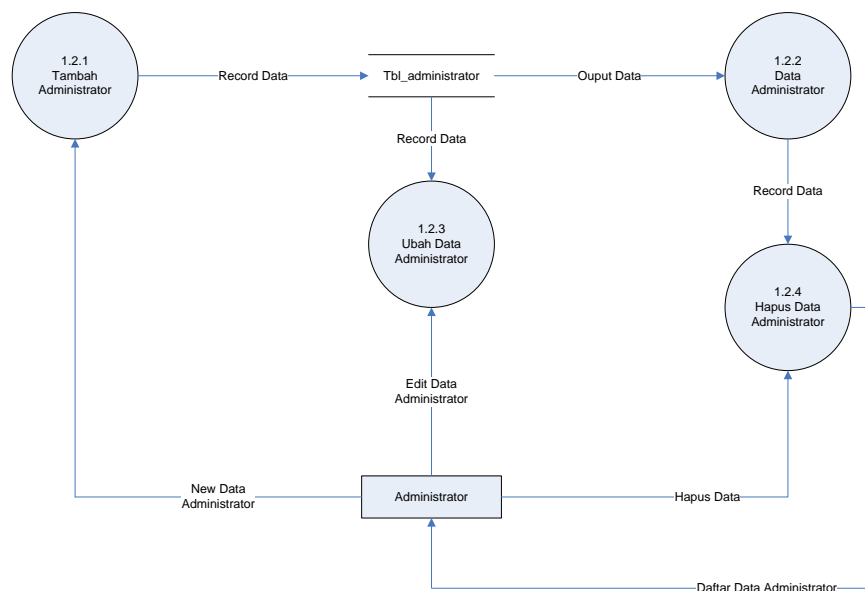 1.2.1
Tambah
Administrator
Record Data
Tbl_administrator
Ouput Data
1.2.2
Data
Administrator
Record Data
Record Data
1.2.3
Ubah Data
Administrator
1.2.4
Hapus Data
Administrator
Edit Data
Administrator
New Data
Administrator
Administrator
Hapus Data
Daftar Data Administrator